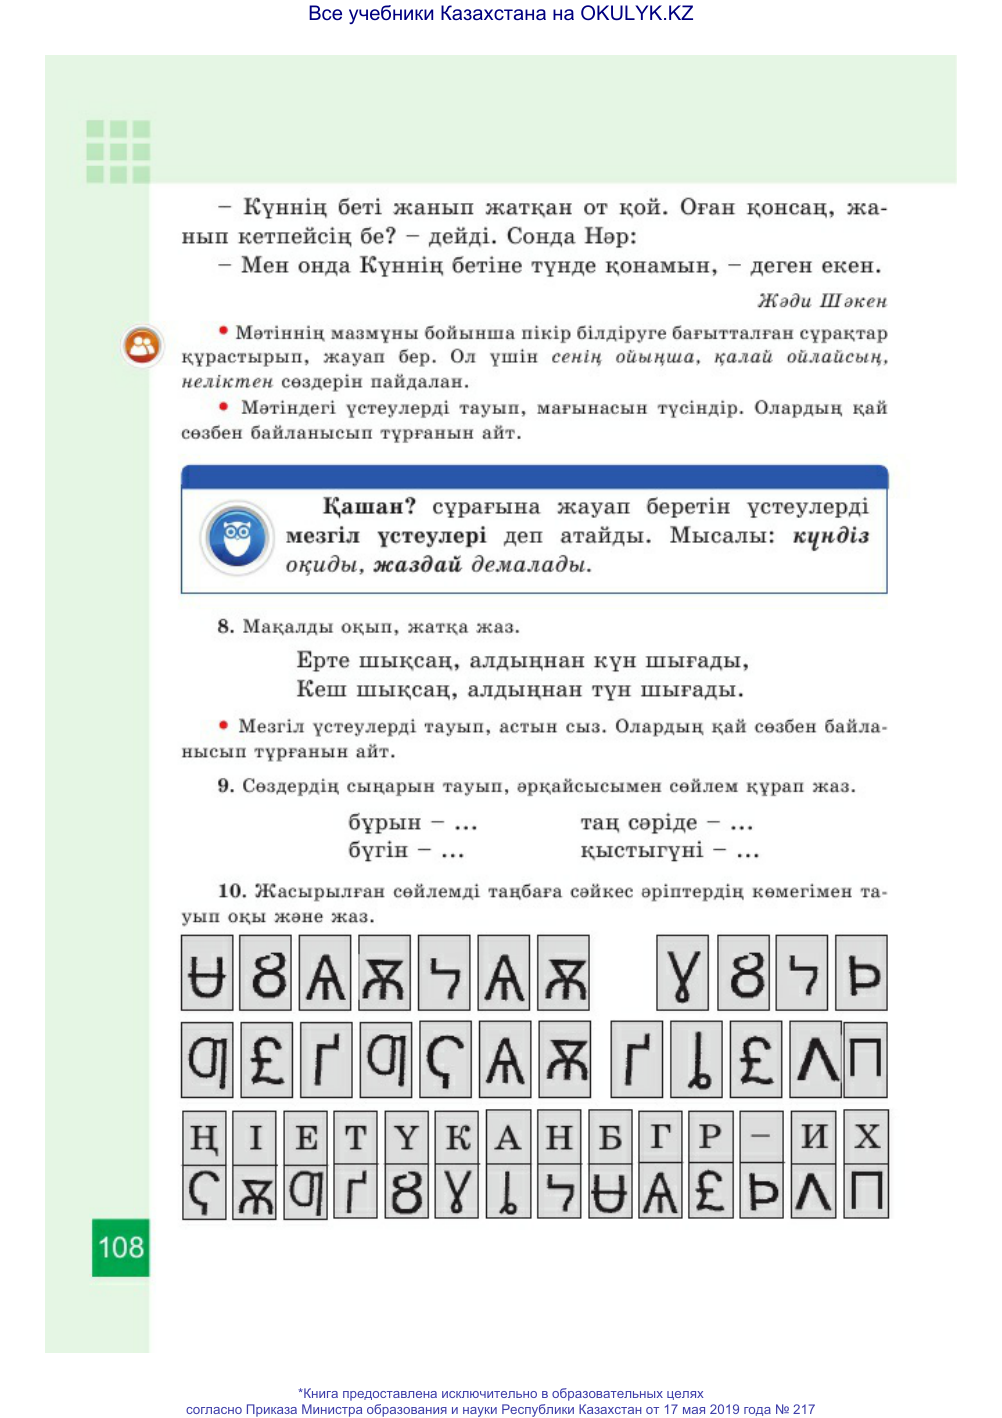 Все учебники Казахстана на OKULYK.KZ
– Күннің беті жанып жатқан от қой. Оған қонсаң, жа-
нып кетпейсің бе? – дейді. Сонда Нәр:
– Мен онда Күннің бетіне түнде қонамын, – деген екен.
Жәди Шәкен
• Мәтіннің мазмұны бойынша пікір білдіруге бағытталған сұрақтар
құрастырып, жауап бер. Ол үшін сенің ойыңша, қалай ойлайсың,
неліктен сөздерін пайдалан.
• Мәтіндегі үстеулерді тауып, мағынасын түсіндір. Олардың қай
сөзбен байланысып тұрғанын айт.
Қашан? сұрағына жауап беретін үстеулерді
мезгіл үстеулері деп атайды. Мысалы: күндіз
оқиды, жаздай демалады.
8. Мақалды оқып, жатқа жаз.
Ерте шықсаң, алдыңнан күн шығады,
Кеш шықсаң, алдыңнан түн шығады.
• Мезгіл үстеулерді тауып, астын сыз. Олардың қай сөзбен байла-
нысып тұрғанын айт.
9. Сөздердің сыңарын тауып, әрқайсысымен сөйлем құрап жаз.
бұрын – ... таң сәріде – ...
бүгін – ... қыстыгүні – ...
10. Жасырылған сөйлемді таңбаға сәйкес әріптердің көмегімен та-
уып оқы және жаз.
Ң І Е Т Ү К А Н Б Г Р – И Х
108
*Книга предоставлена исключительно в образовательных целях
согласно Приказа Министра образования и науки Республики Казахстан от 17 мая 2019 года № 217